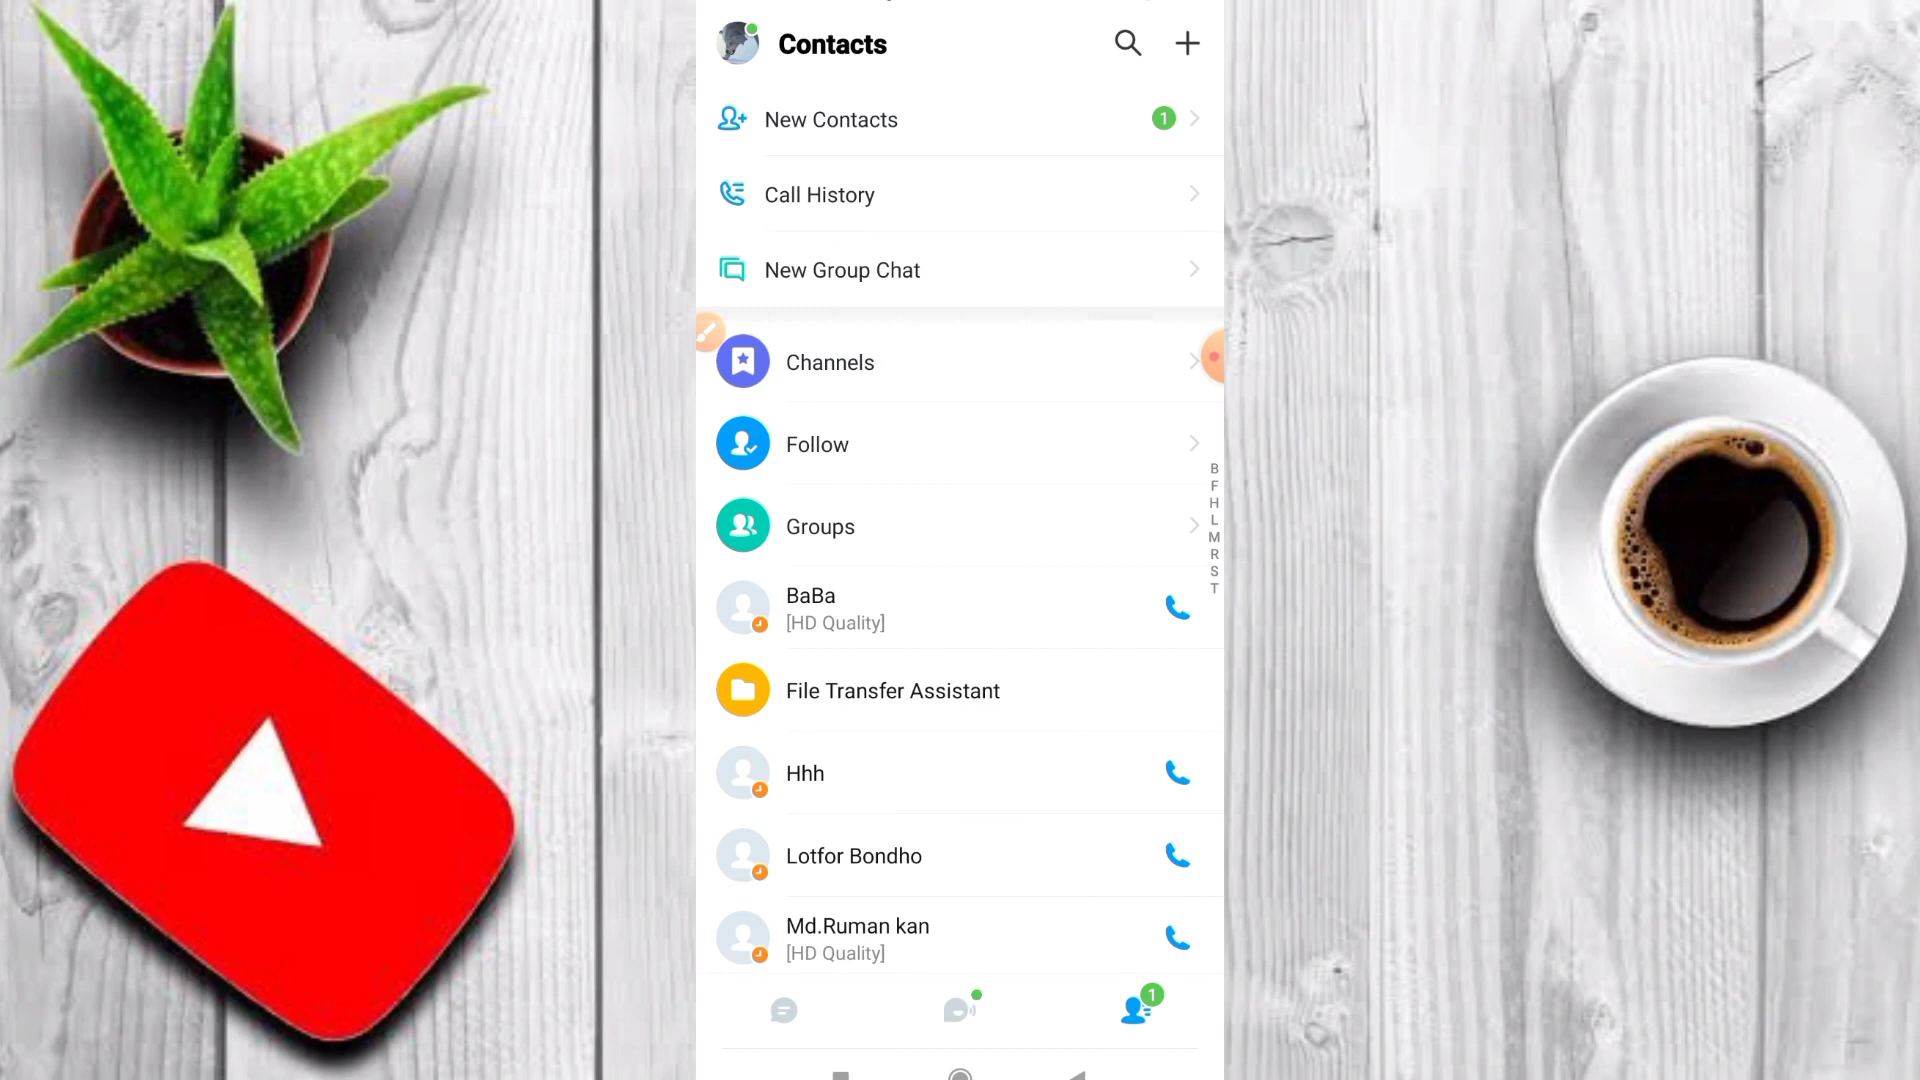 Contacts
New Contacts
1
Call History
New Group Chat
Channels
Follow
Groups
B
F
H
L
M
R
S
T
BaBa
[HD Quality]
File Transfer Assistant
Hhh
Lotfor Bondho
Md.Ruman kan
[HD Quality]
1